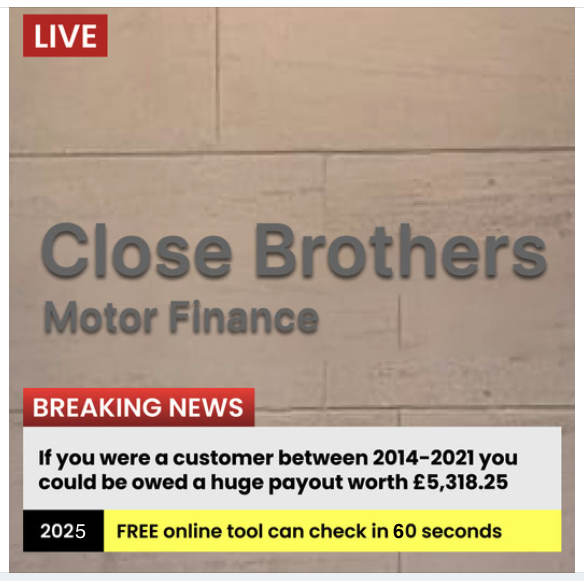 LIVE
Close Brothers
Motor Finance
BREAKING NEWS
If you were a customer between 2014-2021 you
could be owed a huge payout worth £5,318.25
2025 FREE online tool can check in 60 seconds